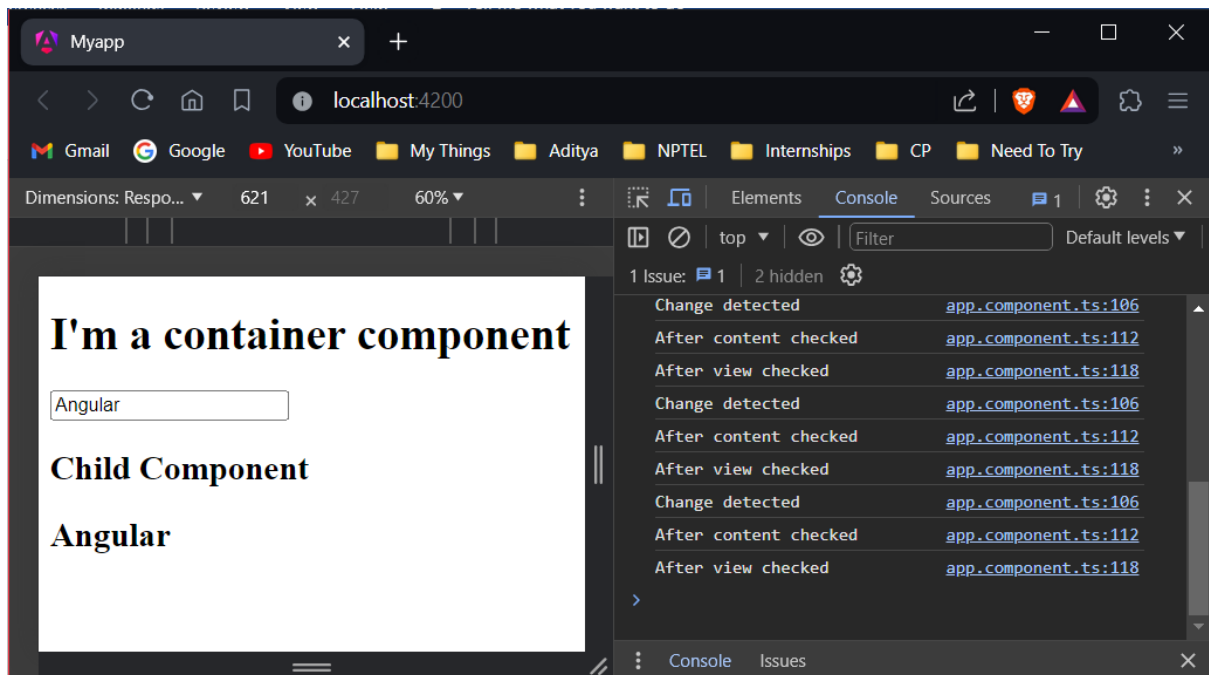 Myapp
localhost:4200
Gmail Google YouTube My Things Aditya NPTEL Internships CP Need To Try »
Dimensions: Respo... ▼ 621 × 427 60% ▼
I'm a container component
Angular
Child Component
Angular
Elements Console Sources 1
top ▼ Filter Default levels ▼
1 Issue: 1 2 hidden
Change detected app.component.ts:106
After content checked app.component.ts:112
After view checked app.component.ts:118
Change detected app.component.ts:106
After content checked app.component.ts:112
After view checked app.component.ts:118
Change detected app.component.ts:106
After content checked app.component.ts:112
After view checked app.component.ts:118
Console Issues